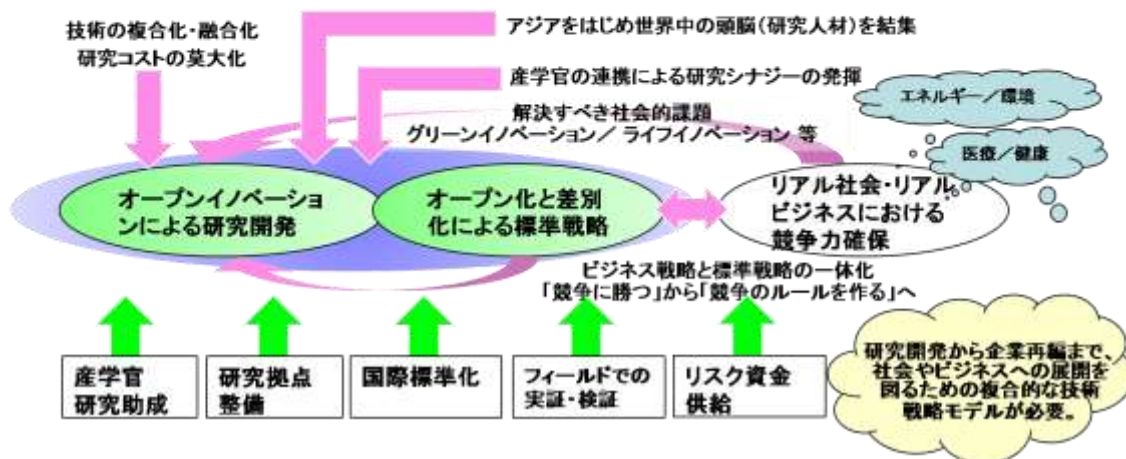 技術の複合化・融合化
研究コストの莫大化
アジアをはじめ世界中の頭脳(研究人材)を結集
産学官の連携による研究シナジーの発揮
解決すべき社会的課題
グリーンイノベーション/ ライフイノベーション 等
エネルギー/環境
医療/健康
オープンイノベーショ
ンによる研究開発
オープン化と差別
化による標準戦略
リアル社会・リアル
ビジネスにおける
競争力確保
ビジネス戦略と標準戦略の一体化
「競争に勝つ」から「競争のルールを作る」へ
産学官
研究助成
研究拠点
整備
国際標準化
フィールドでの
実証・検証
リスク資金
供給
研究開発から企業再編まで、
社会やビジネスへの展開を
図るための複合的な技術
戦略モデルが必要。